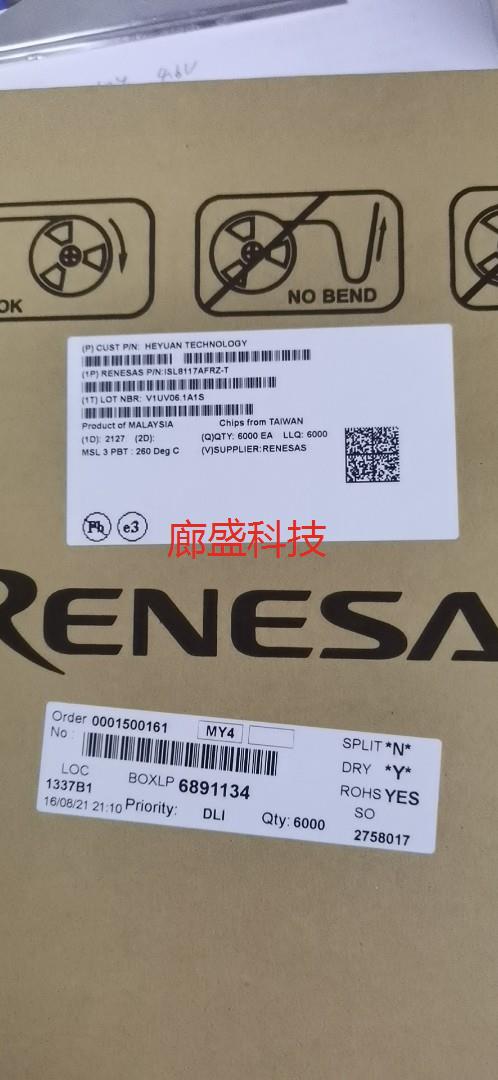 OK
NO BEND
(P) CUST P/N: HEYUAN TECHNOLOGY
(1P) RENESAS P/N:ISL8117AFRZ-T
(1T) LOT NBR: V1UV06.1A1S
Product of MALAYSIA Chips from TAIWAN
(1D): 2127 (2D): (Q)QTY: 6000 EA LLQ: 6000
MSL 3 PBT : 260 Deg C (V)SUPPLIER:RENESAS
Pb e3
廊盛科技
RENESA
Order 0001500161 MY4 SPLIT *N*
No :
DRY *Y*
LOC BOXLP 6891134 ROHS YES
1337B1
16/08/21 21:10 Priority: DLI Qty: 6000 SO
2758017